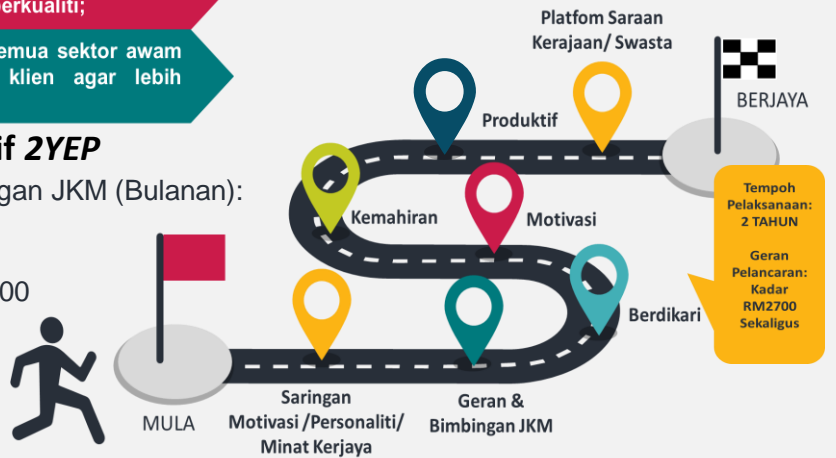 erkualiti;
emua sektor awam
klien agar lebih
if 2YEP
ngan JKM (Bulanan):
00
MULA
Saringan
Motivasi /Personaliti/
Minat Kerjaya
Geran &
Bimbingan JKM
Berdikari
Motivasi
Kemahiran
Produktif
Platfom Saraan
Kerajaan/ Swasta
BERJAYA
Tempoh
Pelaksanaan:
2 TAHUN
Geran
Pelancaran:
Kadar
RM2700
Sekaligus